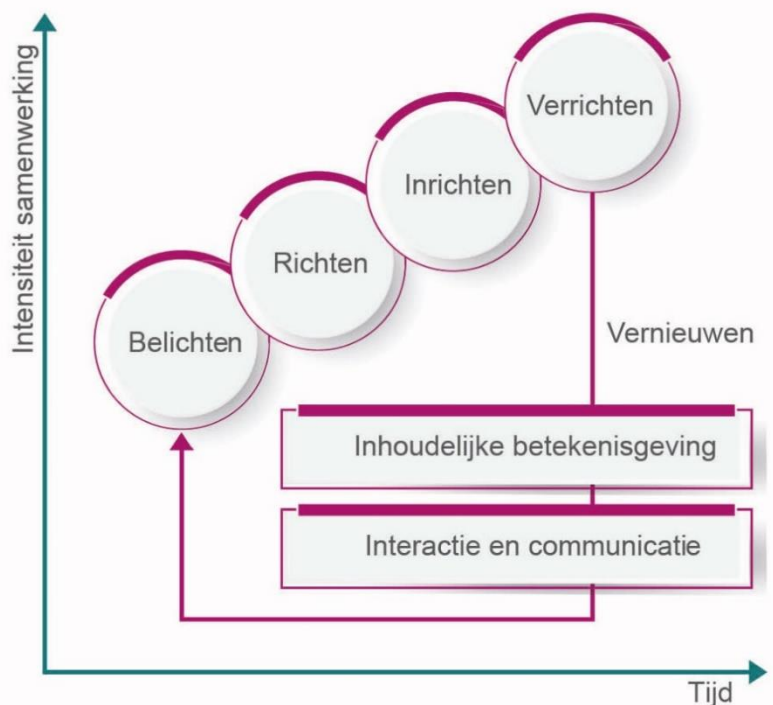 Intensiteit samenwerking
Verrichten
Inrichten
Richten
Belichten
Vernieuwen
Inhoudelijke betekenisgeving
Interactie en communicatie
Tijd